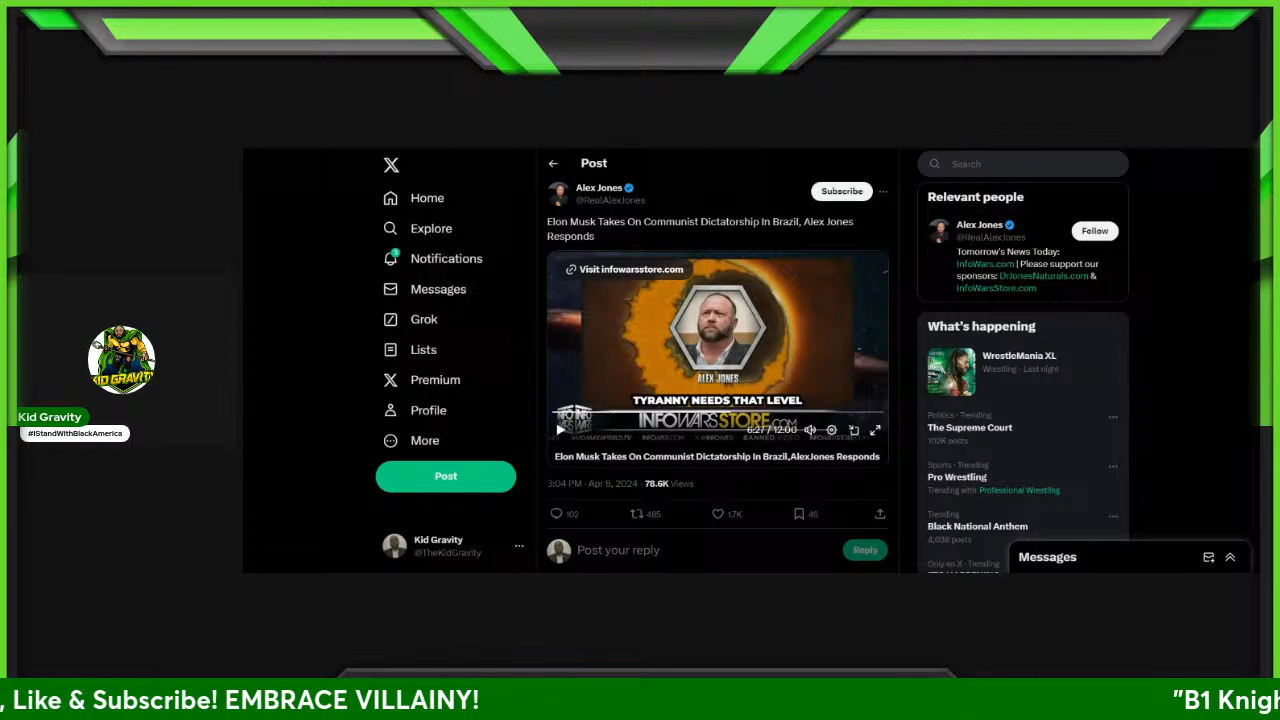 Home
Explore
3
Notifications
Messages
Grok
Lists
Premium
Profile
More
Post
Kid Gravity
@TheKidGravity
Post
Alex Jones
@RealAlexJones
Subscribe
Elon Musk Takes On Communist Dictatorship In Brazil, Alex Jones
Responds
Visit infowarsstore.com
ALEX JONES
TYRANNY NEEDS THAT LEVEL
INFOWARSSTORE.COM
6:27 / 12:00
Elon Musk Takes On Communist Dictatorship In Brazil,AlexJones Responds
3:04 PM · Apr 8, 2024 · 78.6K Views
102
485
1.7K
46
Post your reply
Reply
Search
Relevant people
Alex Jones
@RealAlexJones
Follow
Tomorrow's News Today:
InfoWars.com | Please support our
sponsors: DrJonesNaturals.com &
InfoWarsStore.com
What's happening
WrestleMania XL
Wrestling · Last night
Politics · Trending
The Supreme Court
102K posts
Sports · Trending
Pro Wrestling
Trending with Professional Wrestling
Trending
Black National Anthem
4,038 posts
Only on X · Trending
Messages
KID GRAVITY
Kid Gravity
#IStandWithBlackAmerica
, Like & Subscribe! EMBRACE VILLAINY!
"B1 Knigh